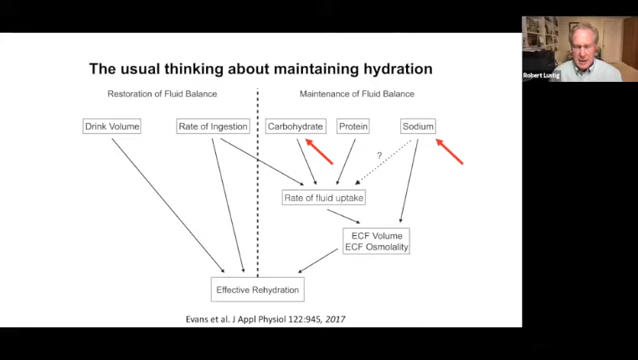 The usual thinking about maintaining hydration
Restoration of Fluid Balance
Maintenance of Fluid Balance
Drink Volume
Rate of Ingestion
Carbohydrate
Protein
Sodium
?
Rate of fluid uptake
ECF Volume
ECF Osmolality
Effective Rehydration
Evans et al. J Appl Physiol 122:945, 2017
Robert Lustig